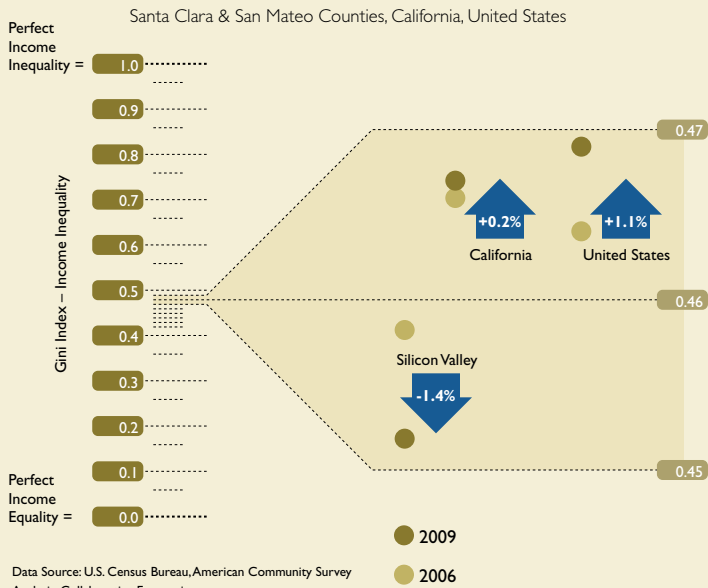 Santa Clara & San Mateo Counties, California, United States
Perfect
Income
Inequality =
1.0
0.9
0.8
0.7
0.6
0.5
0.4
0.3
0.2
0.1
Perfect
Income
Equality =
0.0
Gini Index – Income Inequality
0.47
0.46
0.45
+0.2%
California
+1.1%
United States
Silicon Valley
-1.4%
2009
2006
Data Source: U.S. Census Bureau, American Community Survey